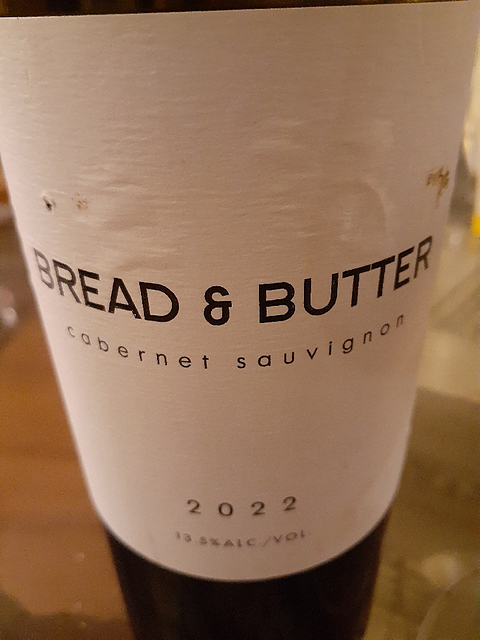 BREAD & BUTTER
cabernet sauvignon
2022
13.5%ALC/VOL